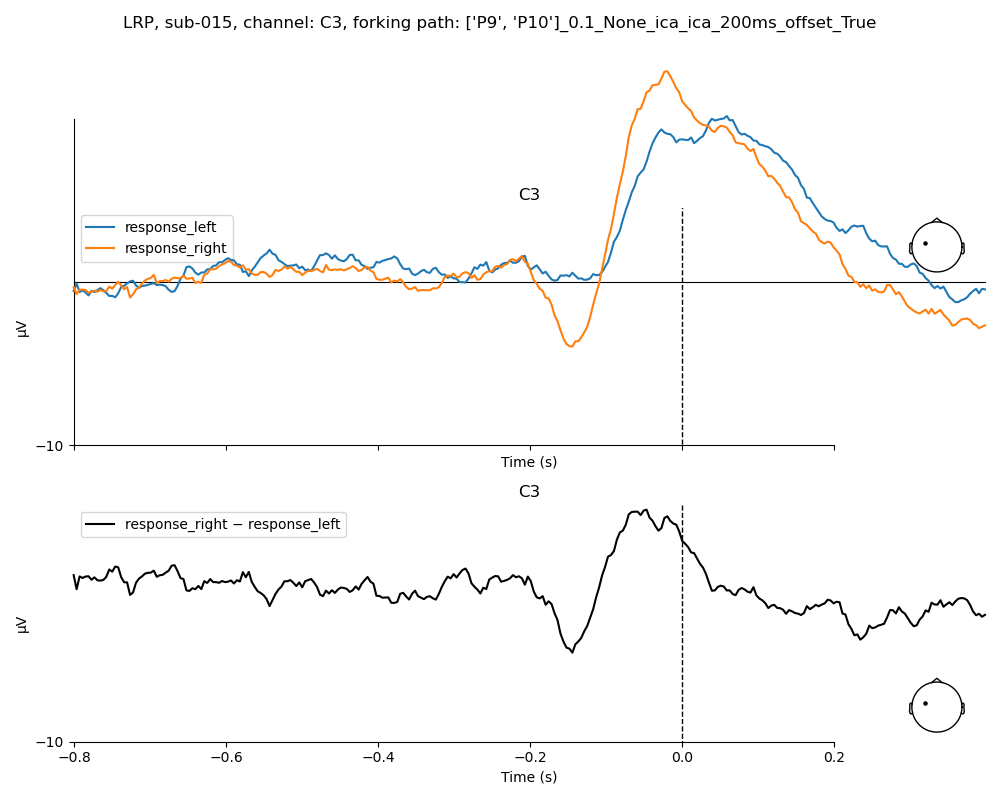 LRP, sub-015, channel: C3, forking path: ['P9', 'P10']_0.1_None_ica_ica_200ms_offset_True
C3
response_left
response_right
µV
−10
Time (s)
C3
response_right − response_left
µV
−10
−0.8 −0.6 −0.4 −0.2 0.0 0.2
Time (s)